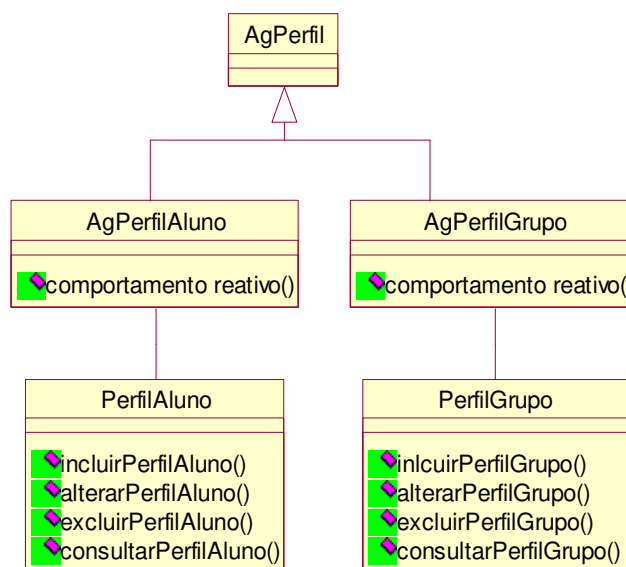 AgPerfil
AgPerfilAluno
comportamento reativo()
AgPerfilGrupo
comportamento reativo(
PerfilAluno
incluirPerfilAluno()
alterarPerfilAluno()
excluirPerfilAluno()
consultarPerfilAluno()
PerfilGrupo
inlcuirPerfilGrupo()
alterarPerfilGrupo()
excluirPerfilGrupo()
consultarPerfilGrupo()